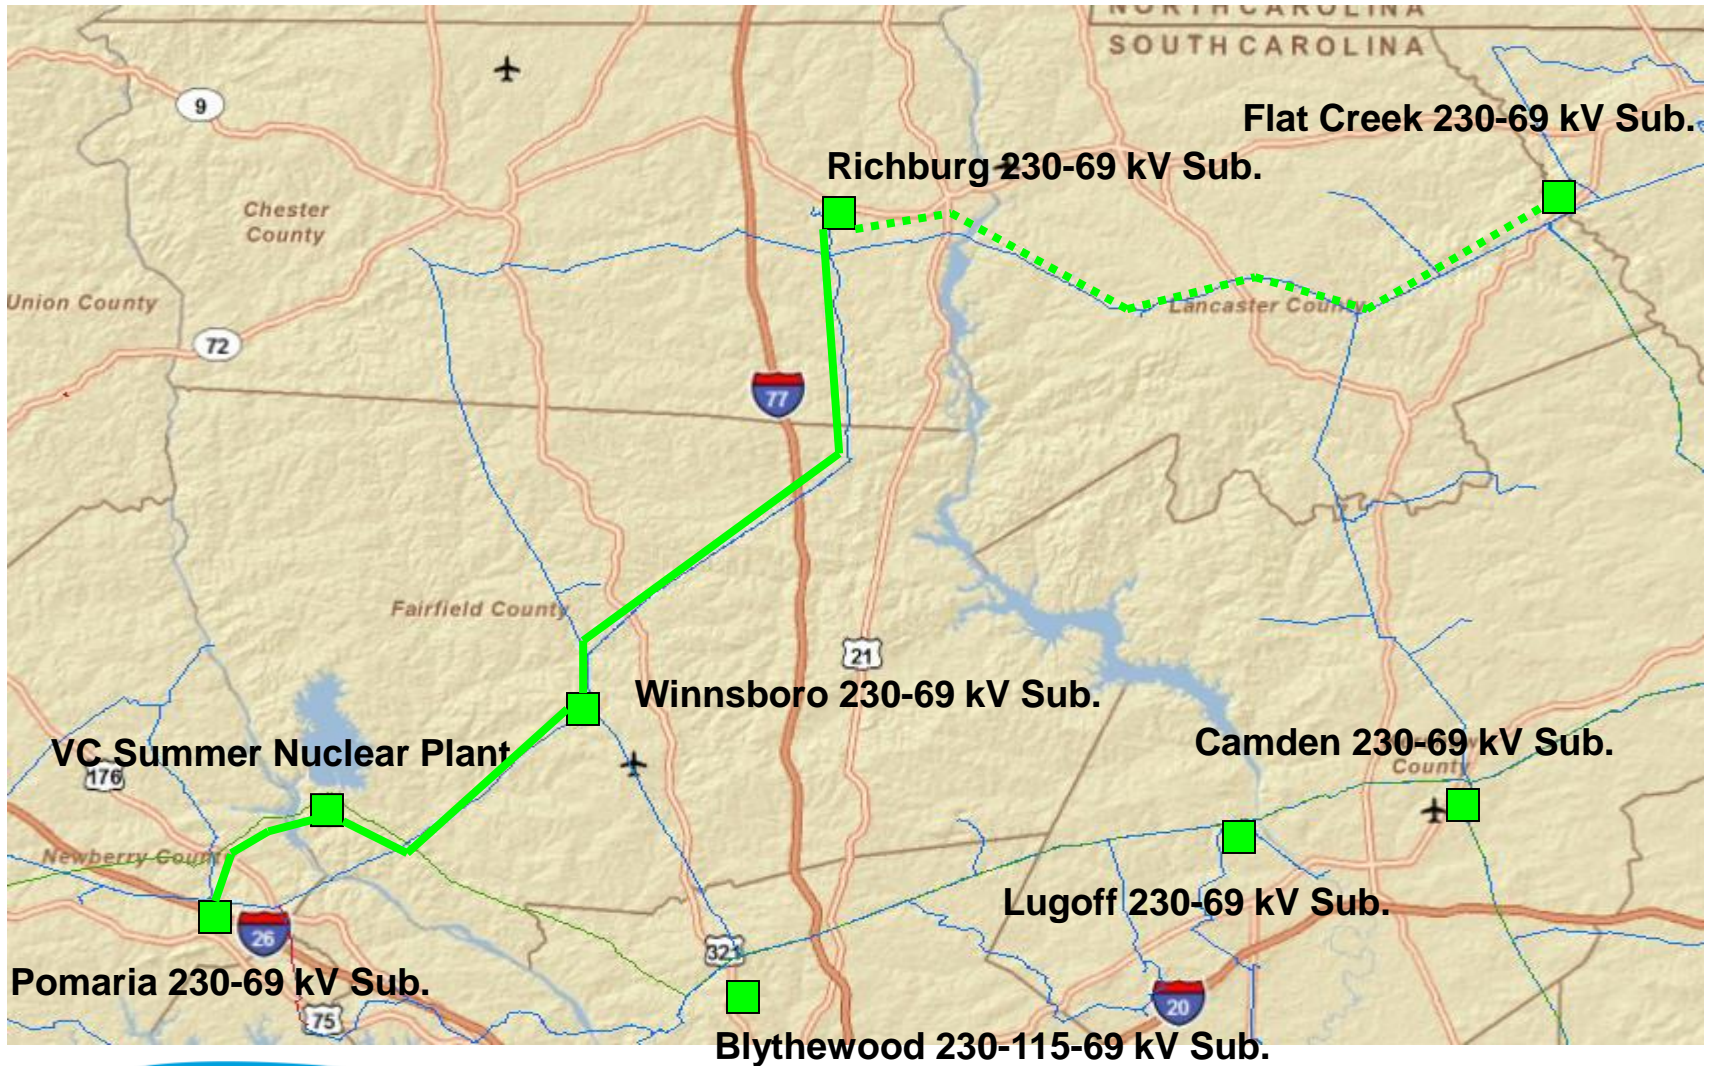 NORTH CAROLINA
SOUTH CAROLINA
9
Flat Creek 230-69 kV Sub.
Richburg 230-69 kV Sub.
Chester
County
Union County
72
77
Lancaster County
Fairfield County
21
Winnsboro 230-69 kV Sub.
VC Summer Nuclear Plant
176
Camden 230-69 kV Sub.
County
Newberry County
Lugoff 230-69 kV Sub.
26
321
Pomaria 230-69 kV Sub.
20
75
Blythewood 230-115-69 kV Sub.